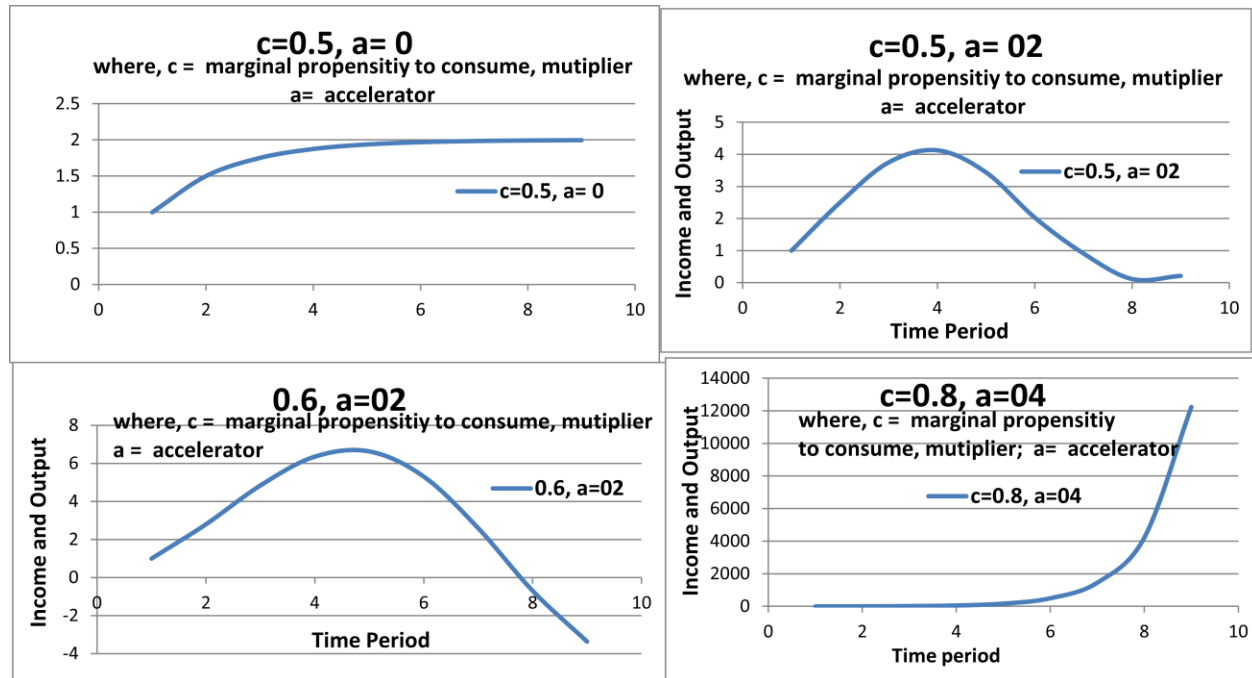 c=0.5, a= 0
where, c = marginal propensitiy to consume, mutiplier
a= accelerator
2.5
2
1.5
1
0.5
0
c=0.5, a= 0
0
2
4
6
8
10
c=0.5, a= 02
where, c = marginal propensitiy to consume, mutiplier
a= accelerator
Income and Output
5
4
3
2
1
0
c=0.5, a= 02
0
2
4
6
8
10
Time Period
0.6, a=02
where, c = marginal propensitiy to consume, mutiplier
a = accelerator
Income and Output
8
6
4
2
0
-2
-4
0.6, a=02
0
2
4
6
8
10
Time Period
c=0.8, a=04
where, c = marginal propensitiy
to consume, mutiplier; a= accelerator
Income and Output
14000
12000
10000
8000
6000
4000
2000
0
c=0.8, a=04
0
2
4
6
8
10
Time period